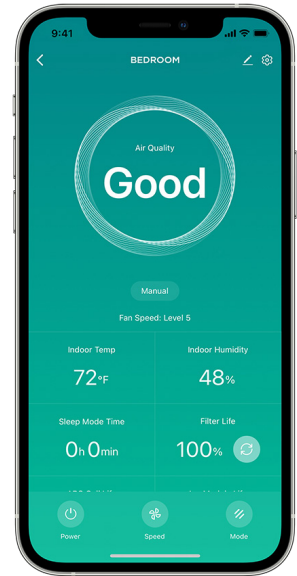 9:41
BEDROOM
Air Quality
Good
Manual
Fan Speed: Level 5
Indoor Temp
Indoor Humidity
72°F
48%
Sleep Mode Time
Filter Life
0h 0min
100%
Power
Speed
Mode